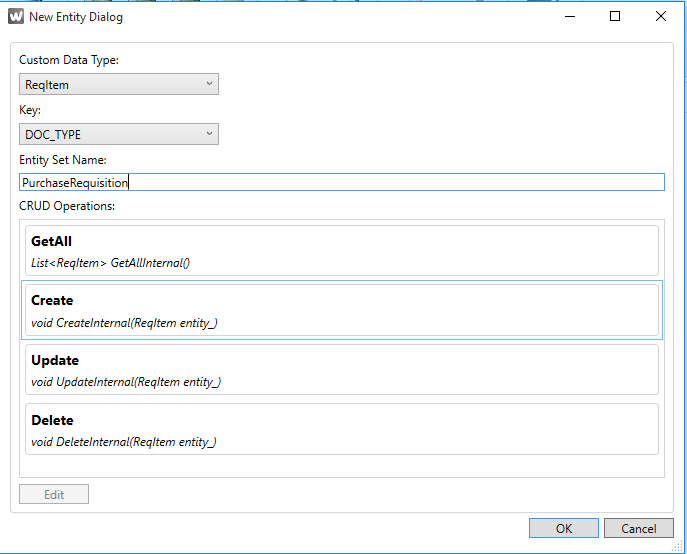 W New Entity Dialog
Custom Data Type:
ReqItem
Key:
DOC_TYPE
Entity Set Name:
PurchaseRequisition
CRUD Operations:
GetAll
List<ReqItem> GetAllInternal()
Create
void CreateInternal(ReqItem entity_)
Update
void UpdateInternal(ReqItem entity_)
Delete
void DeleteInternal(ReqItem entity_)
Edit
OK Cancel